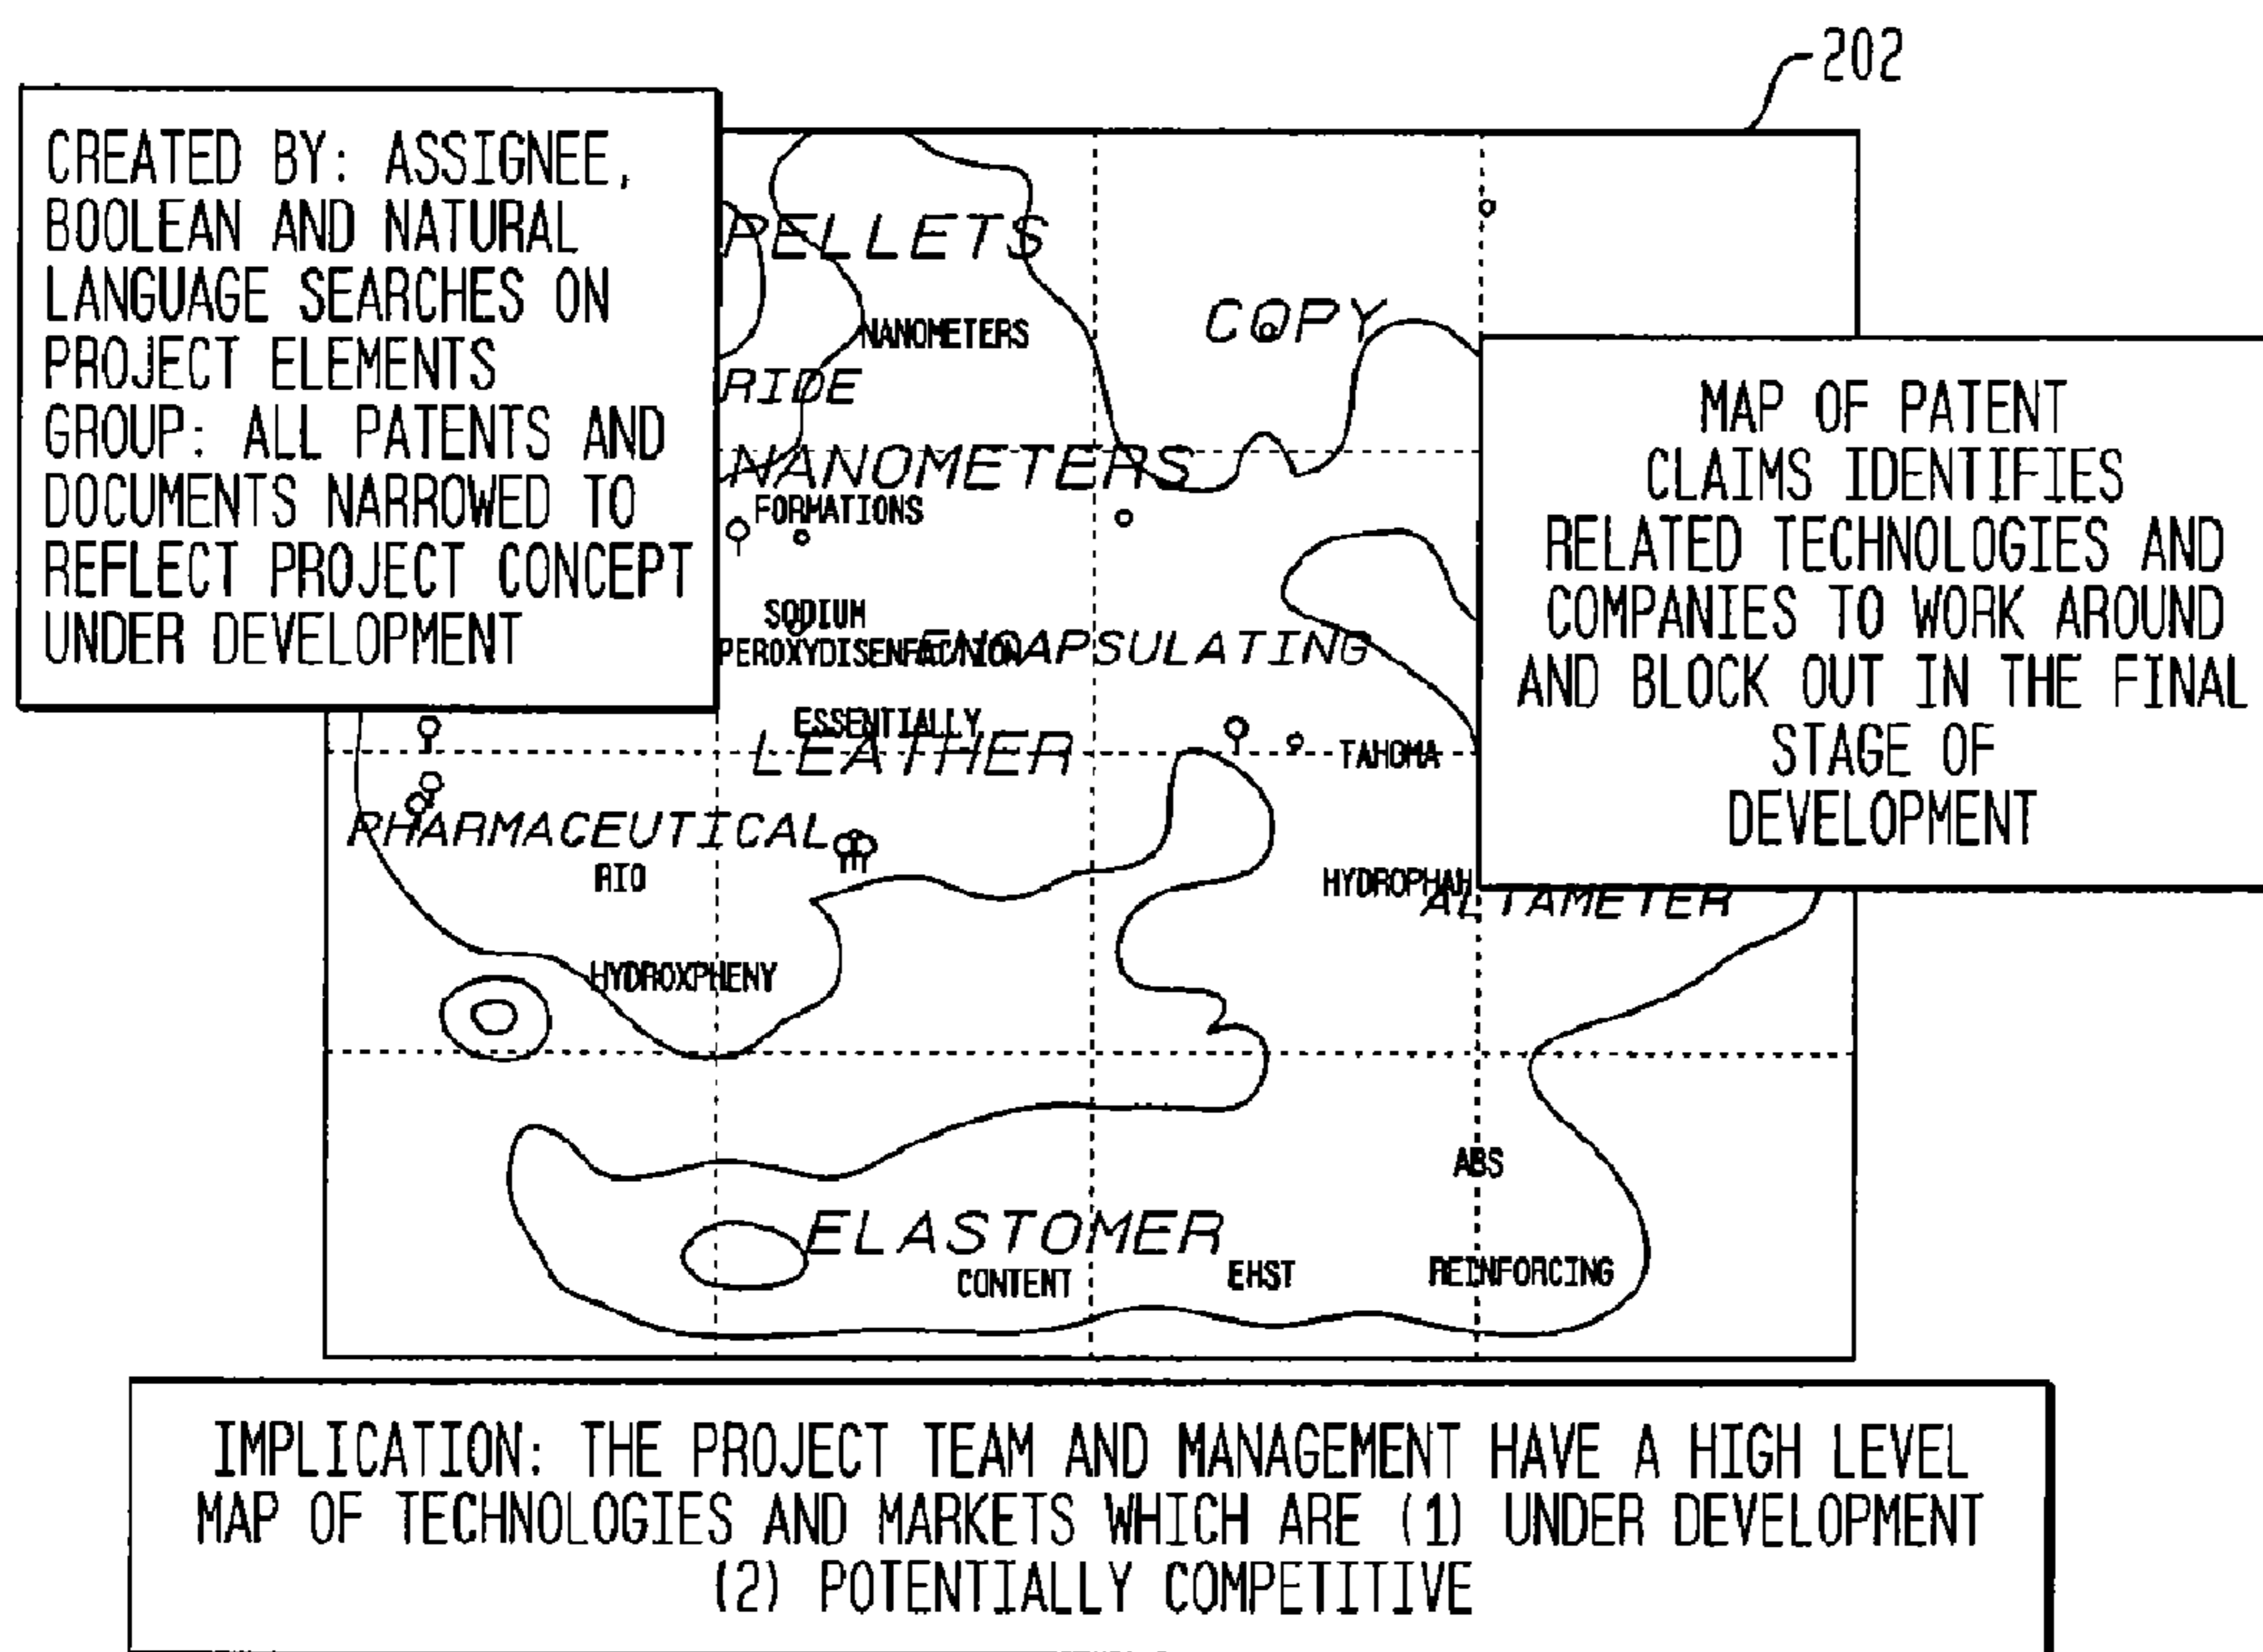 202
CREATED BY: ASSIGNEE,
BOOLEAN AND NATURAL
LANGUAGE SEARCHES ON
PROJECT ELEMENTS
GROUP: ALL PATENTS AND
DOCUMENTS NARROWED TO
REFLECT PROJECT CONCEPT
UNDER DEVELOPMENT
PELLETS
COPY
NANOMETERS
RIDE
NANOMETERS
FORMATIONS
SODIUM
ENCAPSULATING
ESSENTIALLY
LEATHER
TAHOMA
PHARMACEUTICAL
RIO
ALTAMETER
HYDROXPHENY
ABS
ELASTOMER
CONTENT
EHST
REINFORCING
MAP OF PATENT
CLAIMS IDENTIFIES
RELATED TECHNOLOGIES AND
COMPANIES TO WORK AROUND
AND BLOCK OUT IN THE FINAL
STAGE OF
DEVELOPMENT
IMPLICATION: THE PROJECT TEAM AND MANAGEMENT HAVE A HIGH LEVEL
MAP OF TECHNOLOGIES AND MARKETS WHICH ARE (1) UNDER DEVELOPMENT
(2) POTENTIALLY COMPETITIVE